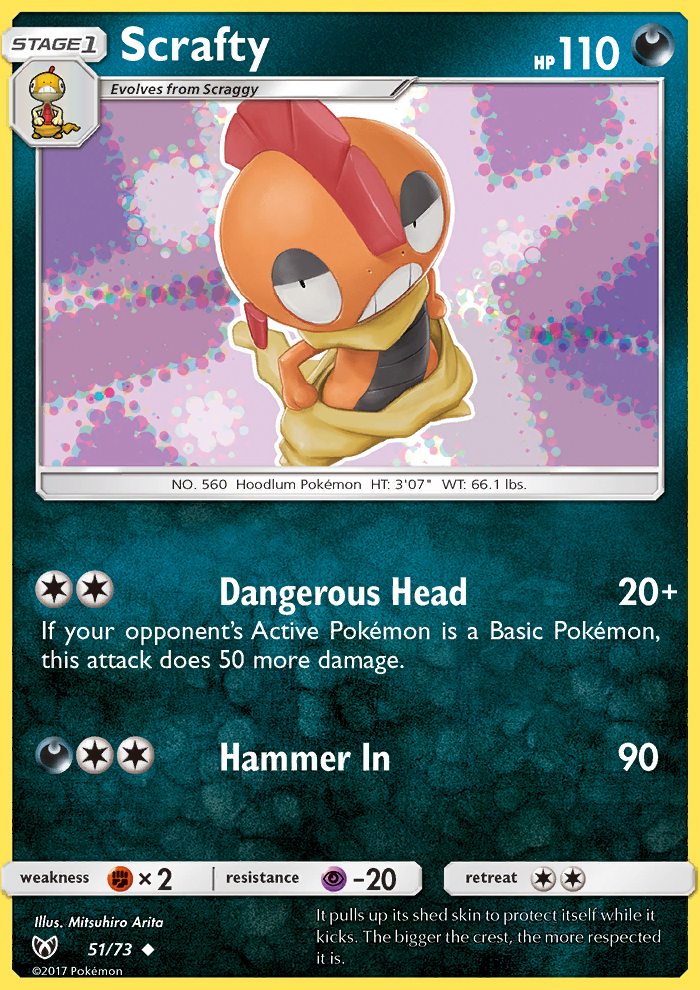 STAGE1
Scrafty
HP110
Evolves from Scraggy
NO. 560 Hoodlum Pokémon HT: 3'07" WT: 66.1 lbs.
Dangerous Head 20+
If your opponent's Active Pokémon is a Basic Pokémon,
this attack does 50 more damage.
Hammer In 90
weakness ×2 resistance -20 retreat
Illus. Mitsuhiro Arita
51/73
©2017 Pokémon
It pulls up its shed skin to protect itself while it
kicks. The bigger the crest, the more respected
it is.